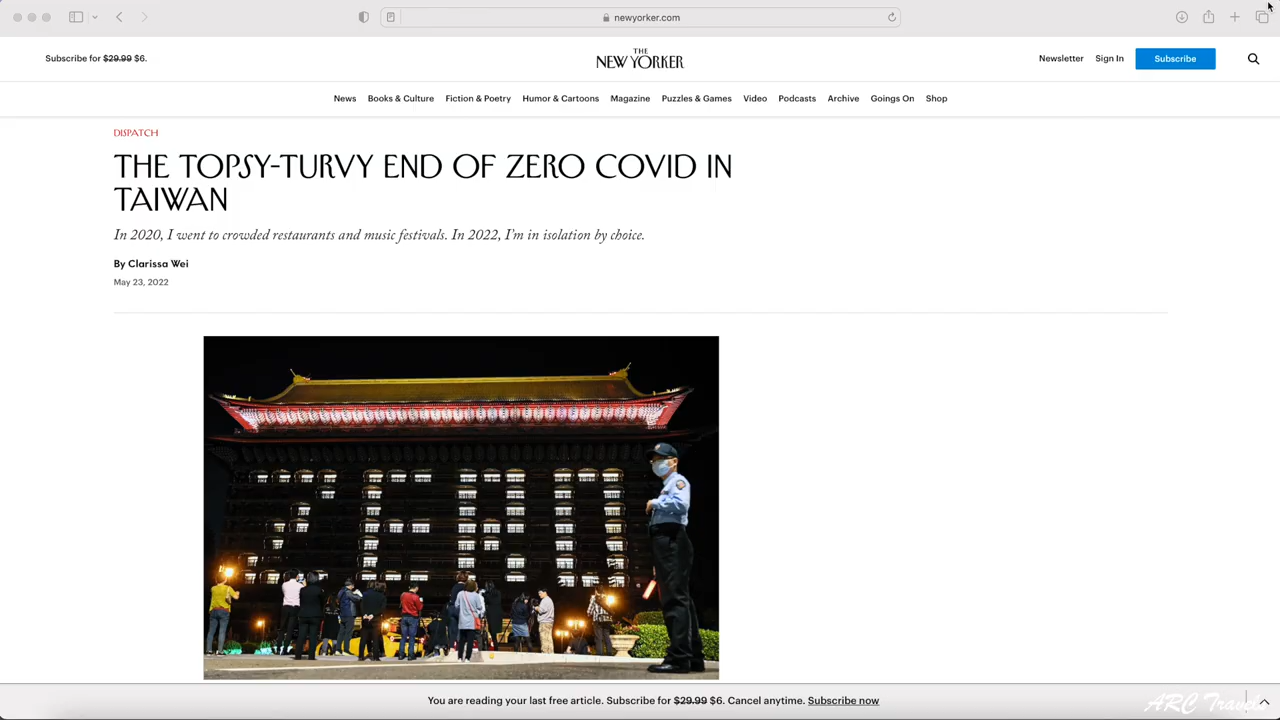 newyorker.com
Subscribe for $29.99 $6.
THE
NEW YORKER
Newsletter Sign In Subscribe
News Books & Culture Fiction & Poetry Humor & Cartoons Magazine Puzzles & Games Video Podcasts Archive Goings On Shop
DISPATCH
THE TOPSY-TURVY END OF ZERO COVID IN
TAIWAN
In 2020, I went to crowded restaurants and music festivals. In 2022, I'm in isolation by choice.
By Clarissa Wei
May 23, 2022
ZERO
You are reading your last free article. Subscribe for $29.99 $6. Cancel anytime. Subscribe now
ARC Travels